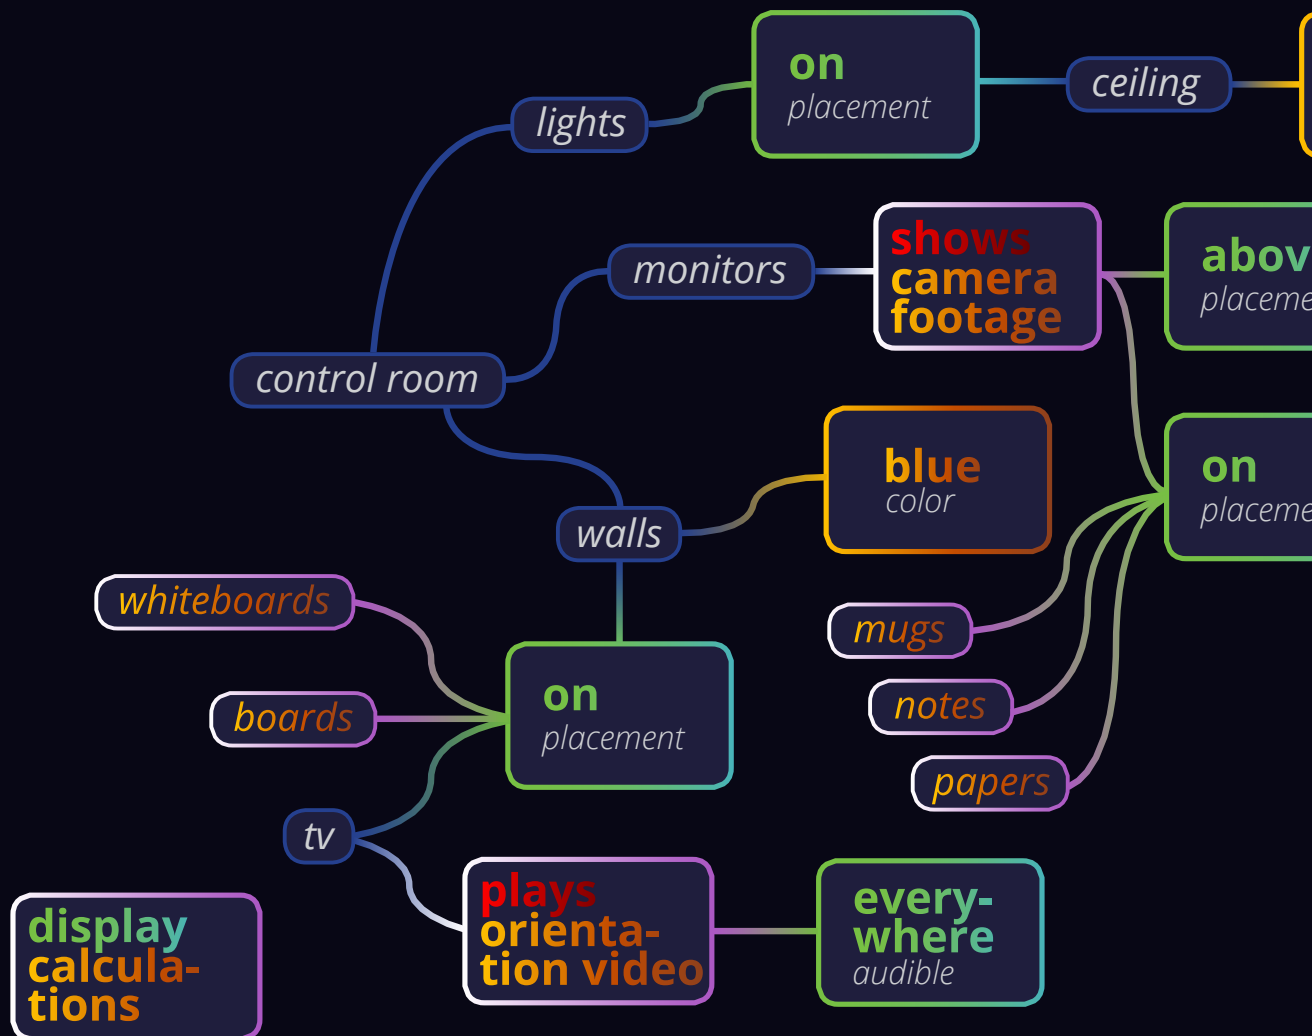 on
placement
ceiling
lights
shows
camera
footage
abov
placeme
monitors
control room
blue
color
on
placeme
walls
whiteboards
mugs
on
placement
notes
boards
papers
tv
plays
orienta-
tion video
every-
where
audible
display
calcula-
tions